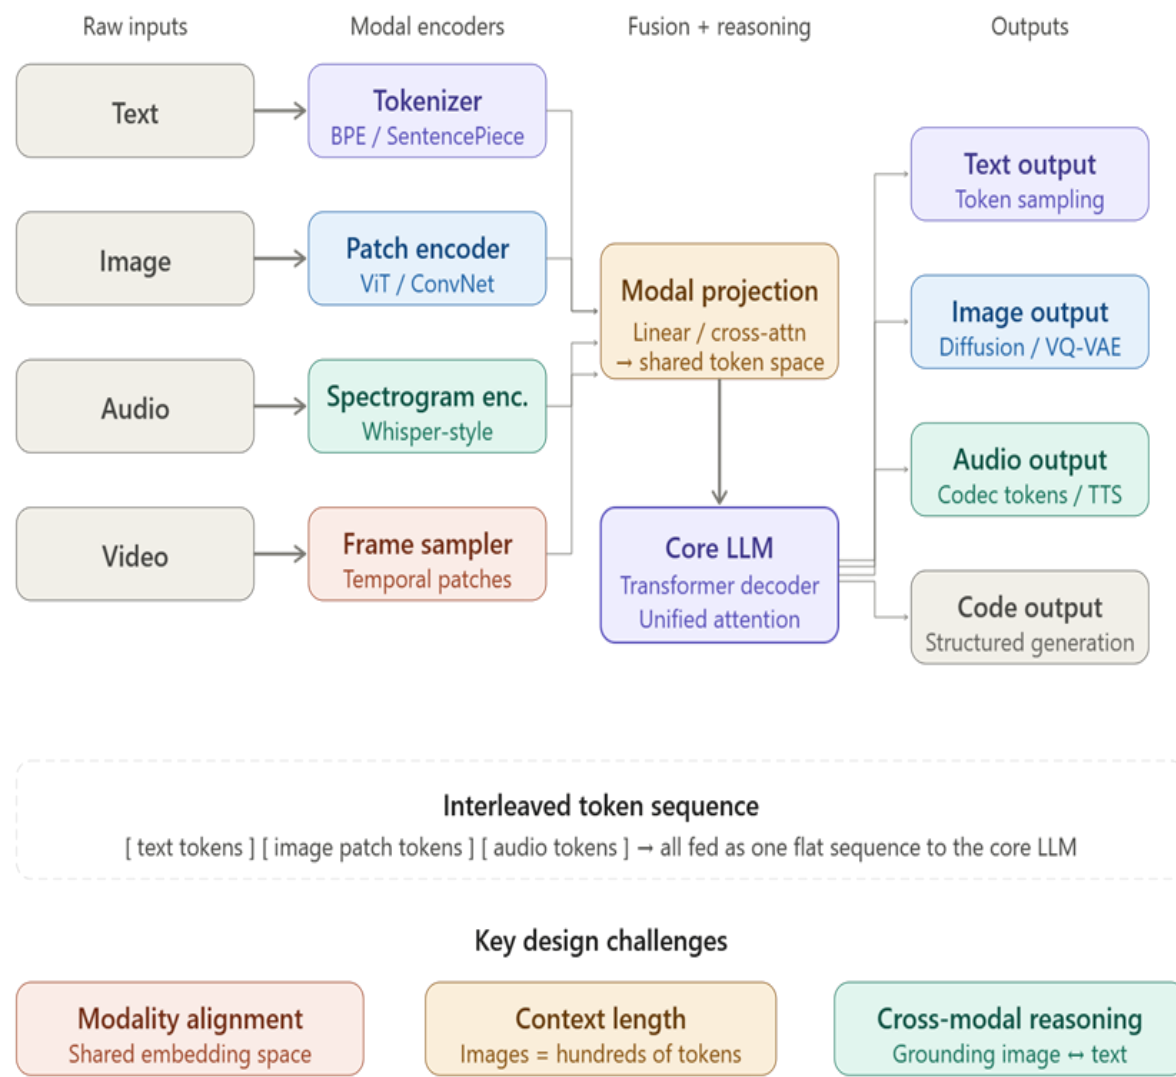 Raw inputs
Modal encoders
Fusion + reasoning
Outputs
Text
Tokenizer
BPE / SentencePiece
Image
Patch encoder
ViT / ConvNet
Audio
Spectrogram enc.
Whisper-style
Video
Frame sampler
Temporal patches
Modal projection
Linear / cross-attn
→ shared token space
Core LLM
Transformer decoder
Unified attention
Text output
Token sampling
Image output
Diffusion / VQ-VAE
Audio output
Codec tokens / TTS
Code output
Structured generation
Interleaved token sequence
[ text tokens ] [ image patch tokens ] [ audio tokens ] → all fed as one flat sequence to the core LLM
Key design challenges
Modality alignment
Shared embedding space
Context length
Images = hundreds of tokens
Cross-modal reasoning
Grounding image ↔ text